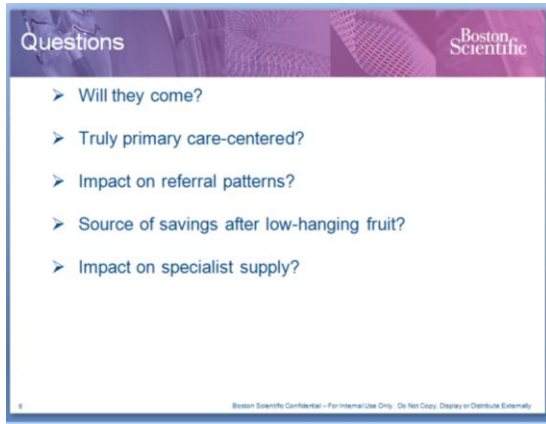 Questions
Boston
Scientific
➢ Will they come?
➢ Truly primary care-centered?
➢ Impact on referral patterns?
➢ Source of savings after low-hanging fruit?
➢ Impact on specialist supply?
Boston Scientific Confidential – For Internal Use Only. Do Not Copy, Display or Distribute Externally